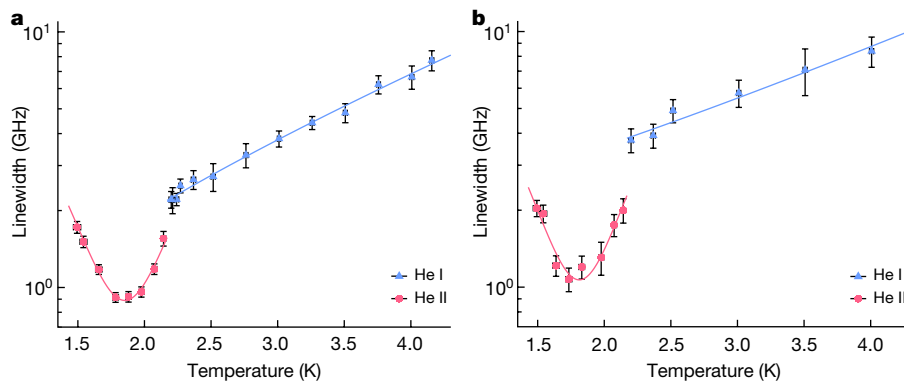 a
Linewidth (GHz)
10¹
10⁰
He I
He II
1.5 2.0 2.5 3.0 3.5 4.0
Temperature (K)
b
Linewidth (GHz)
10¹
10⁰
He I
He II
1.5 2.0 2.5 3.0 3.5 4.0
Temperature (K)